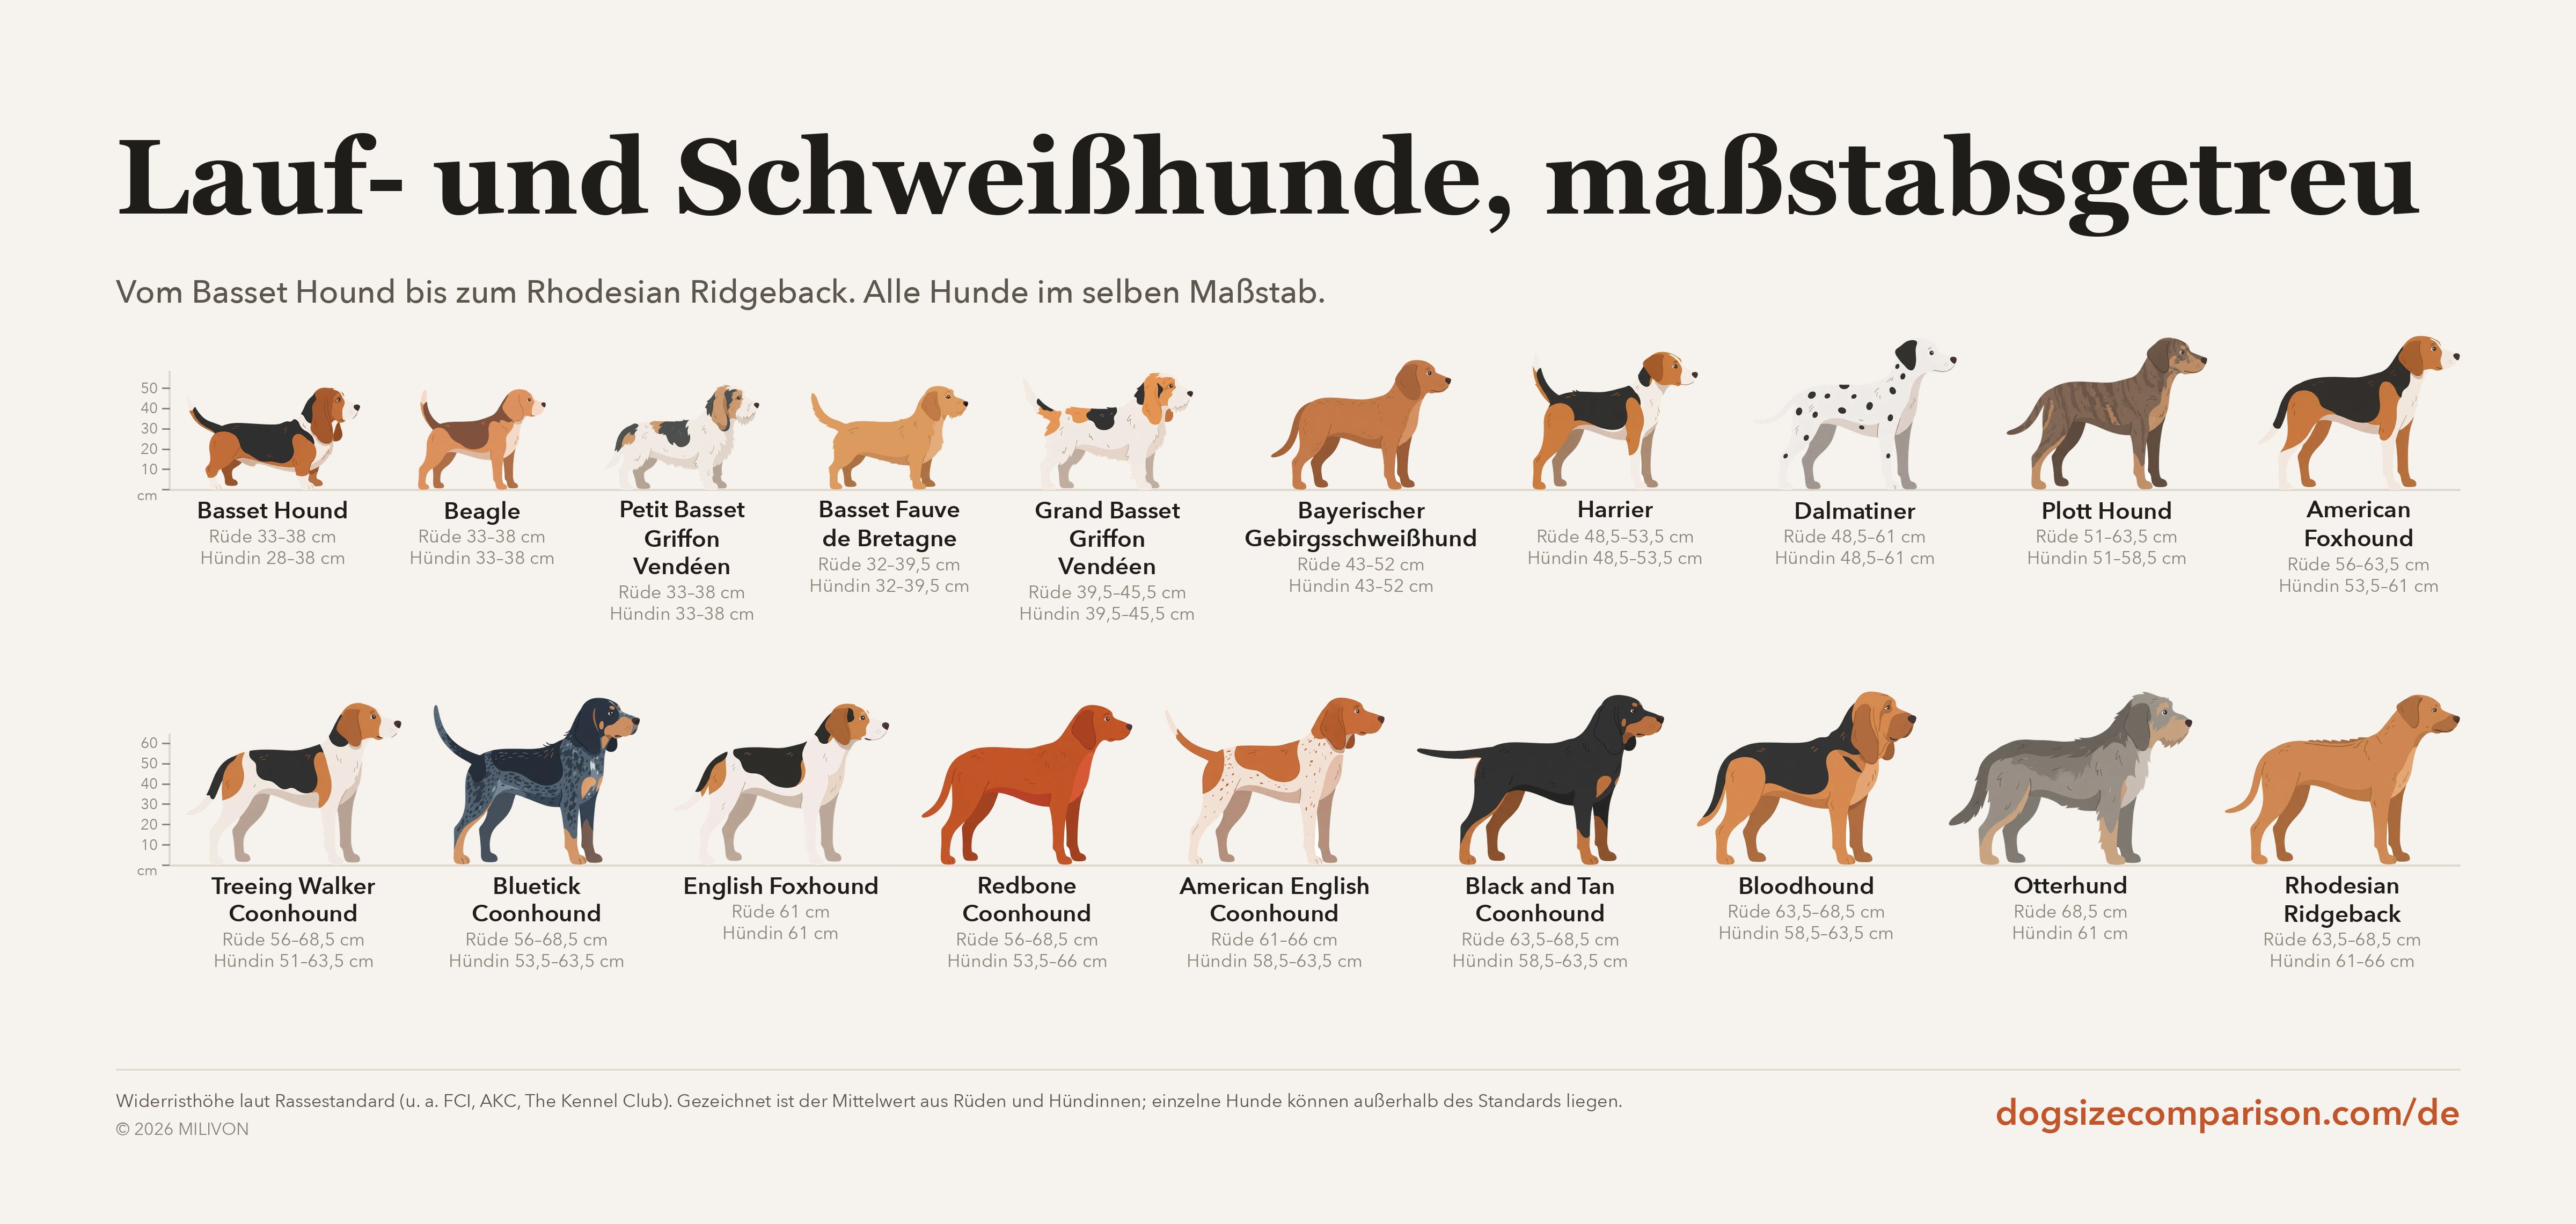 Lauf- und Schweißhunde, maßstabsgetreu
Vom Basset Hound bis zum Rhodesian Ridgeback. Alle Hunde im selben Maßstab.
50
40
30
20
10
cm
Basset Hound
Rüde 33–38 cm
Hündin 28–38 cm
Beagle
Rüde 33–38 cm
Hündin 33–38 cm
Petit Basset
Griffon
Vendéen
Rüde 33–38 cm
Hündin 33–38 cm
Basset Fauve
de Bretagne
Rüde 32–39,5 cm
Hündin 32–39,5 cm
Grand Basset
Griffon
Vendéen
Rüde 39,5–45,5 cm
Hündin 39,5–45,5 cm
Bayerischer
Gebirgsschweißhund
Rüde 43–52 cm
Hündin 43–52 cm
Harrier
Rüde 48,5–53,5 cm
Hündin 48,5–53,5 cm
Dalmatiner
Rüde 48,5–61 cm
Hündin 48,5–61 cm
Plott Hound
Rüde 51–63,5 cm
Hündin 51–58,5 cm
American
Foxhound
Rüde 56–63,5 cm
Hündin 53,5–61 cm
60
50
40
30
20
10
cm
Treeing Walker
Coonhound
Rüde 56–68,5 cm
Hündin 51–63,5 cm
Bluetick
Coonhound
Rüde 56–68,5 cm
Hündin 53,5–63,5 cm
English Foxhound
Rüde 61 cm
Hündin 61 cm
Redbone
Coonhound
Rüde 56–68,5 cm
Hündin 53,5–66 cm
American English
Coonhound
Rüde 61–66 cm
Hündin 58,5–63,5 cm
Black and Tan
Coonhound
Rüde 63,5–68,5 cm
Hündin 58,5–63,5 cm
Bloodhound
Rüde 63,5–68,5 cm
Hündin 58,5–63,5 cm
Otterhund
Rüde 68,5 cm
Hündin 61 cm
Rhodesian
Ridgeback
Rüde 63,5–68,5 cm
Hündin 61–66 cm
Widerristhöhe laut Rassestandard (u. a. FCI, AKC, The Kennel Club). Gezeichnet ist der Mittelwert aus Rüden und Hündinnen; einzelne Hunde können außerhalb des Standards liegen.
© 2026 MILIVON
dogsizecomparison.com/de